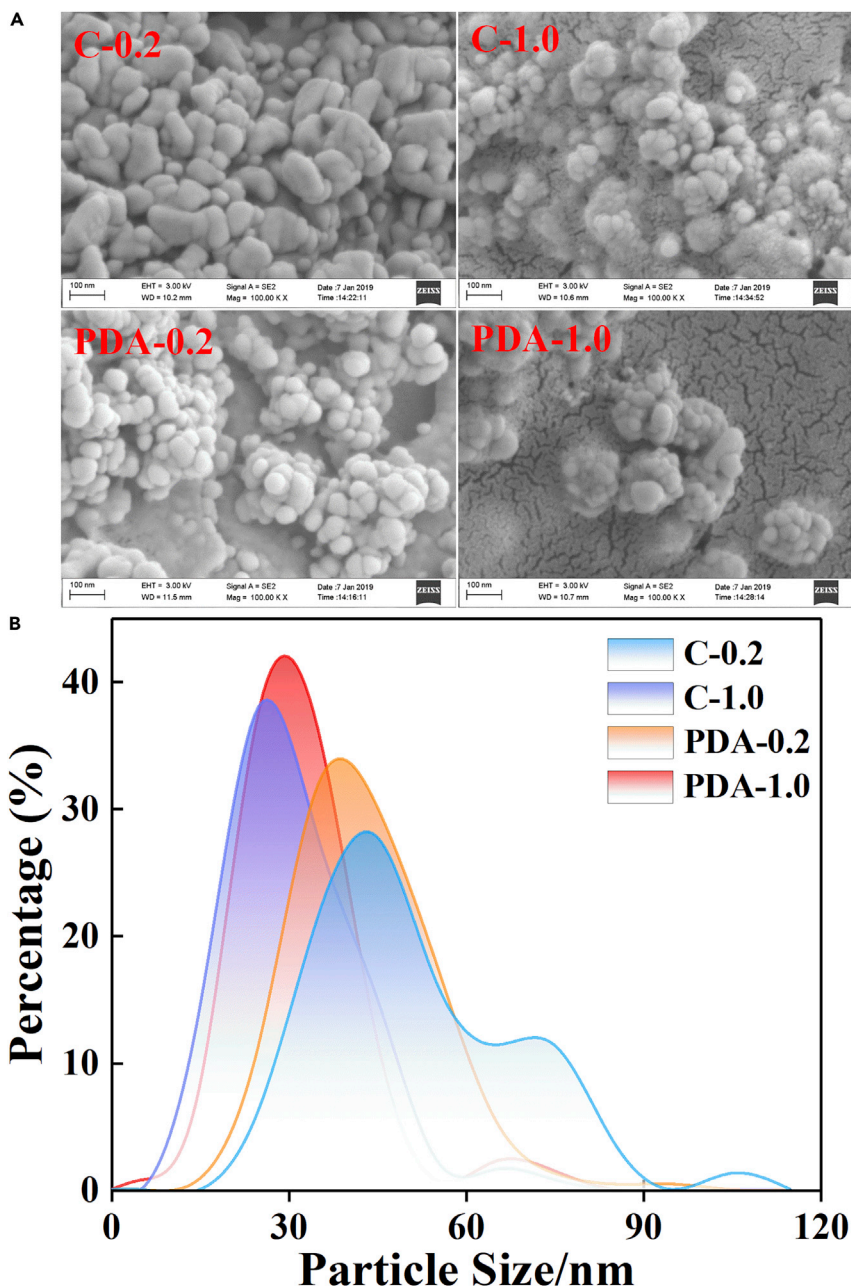 A
C-0.2
C-1.0
100 nm EHT = 3.00 kV Signal A = SE2 Date :7 Jan 2019 ZEISS
WD = 10.2 mm Mag = 100.00 K X Time :14:22:11
100 nm EHT = 3.00 kV Signal A = SE2 Date :7 Jan 2019 ZEISS
WD = 10.6 mm Mag = 100.00 K X Time :14:34:52
PDA-0.2
PDA-1.0
100 nm EHT = 3.00 kV Signal A = SE2 Date :7 Jan 2019 ZEISS
WD = 11.5 mm Mag = 100.00 K X Time :14:16:11
100 nm EHT = 3.00 kV Signal A = SE2 Date :7 Jan 2019 ZEISS
WD = 10.7 mm Mag = 100.00 K X Time :14:28:14
B
C-0.2
C-1.0
PDA-0.2
PDA-1.0
Percentage (%)
40
30
20
10
0
0 30 60 90 120
Particle Size/nm